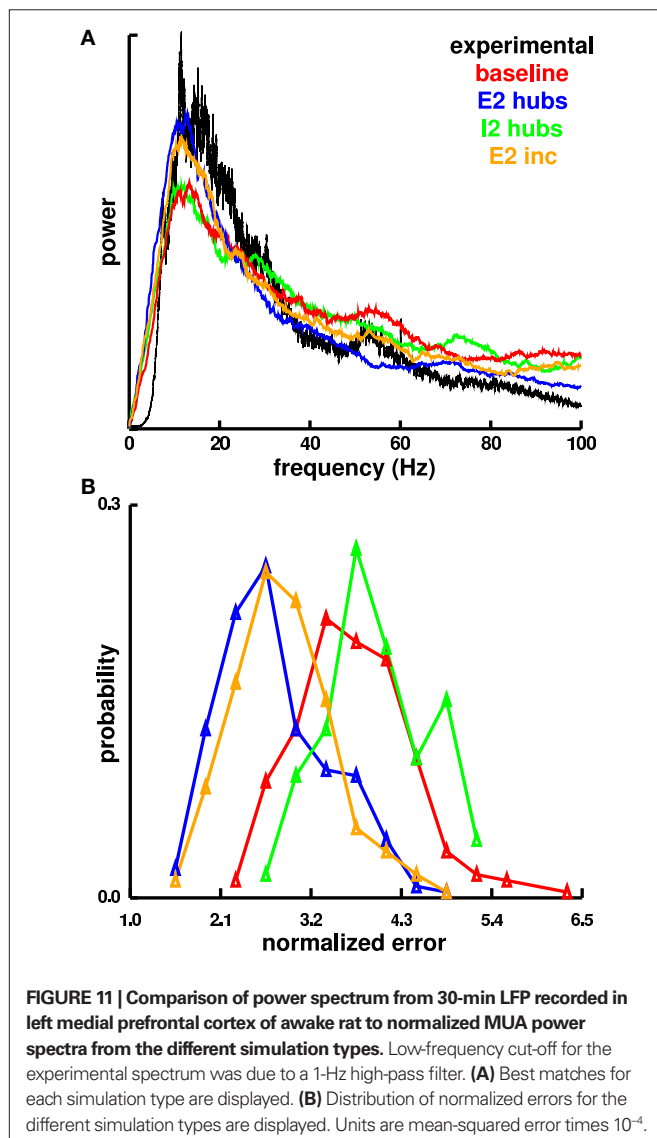 A
experimental
baseline
E2 hubs
I2 hubs
E2 inc
power
0
20
40
60
80
100
frequency (Hz)
B
0.3
probability
0.0
1.0
2.1
3.2
4.3
5.4
6.5
normalized error
FIGURE 11 | Comparison of power spectrum from 30-min LFP recorded in
left medial prefrontal cortex of awake rat to normalized MUA power
spectra from the different simulation types. Low-frequency cut-off for the
experimental spectrum was due to a 1-Hz high-pass filter. (A) Best matches for
each simulation type are displayed. (B) Distribution of normalized errors for the
different simulation types are displayed. Units are mean-squared error times 10⁻⁴.